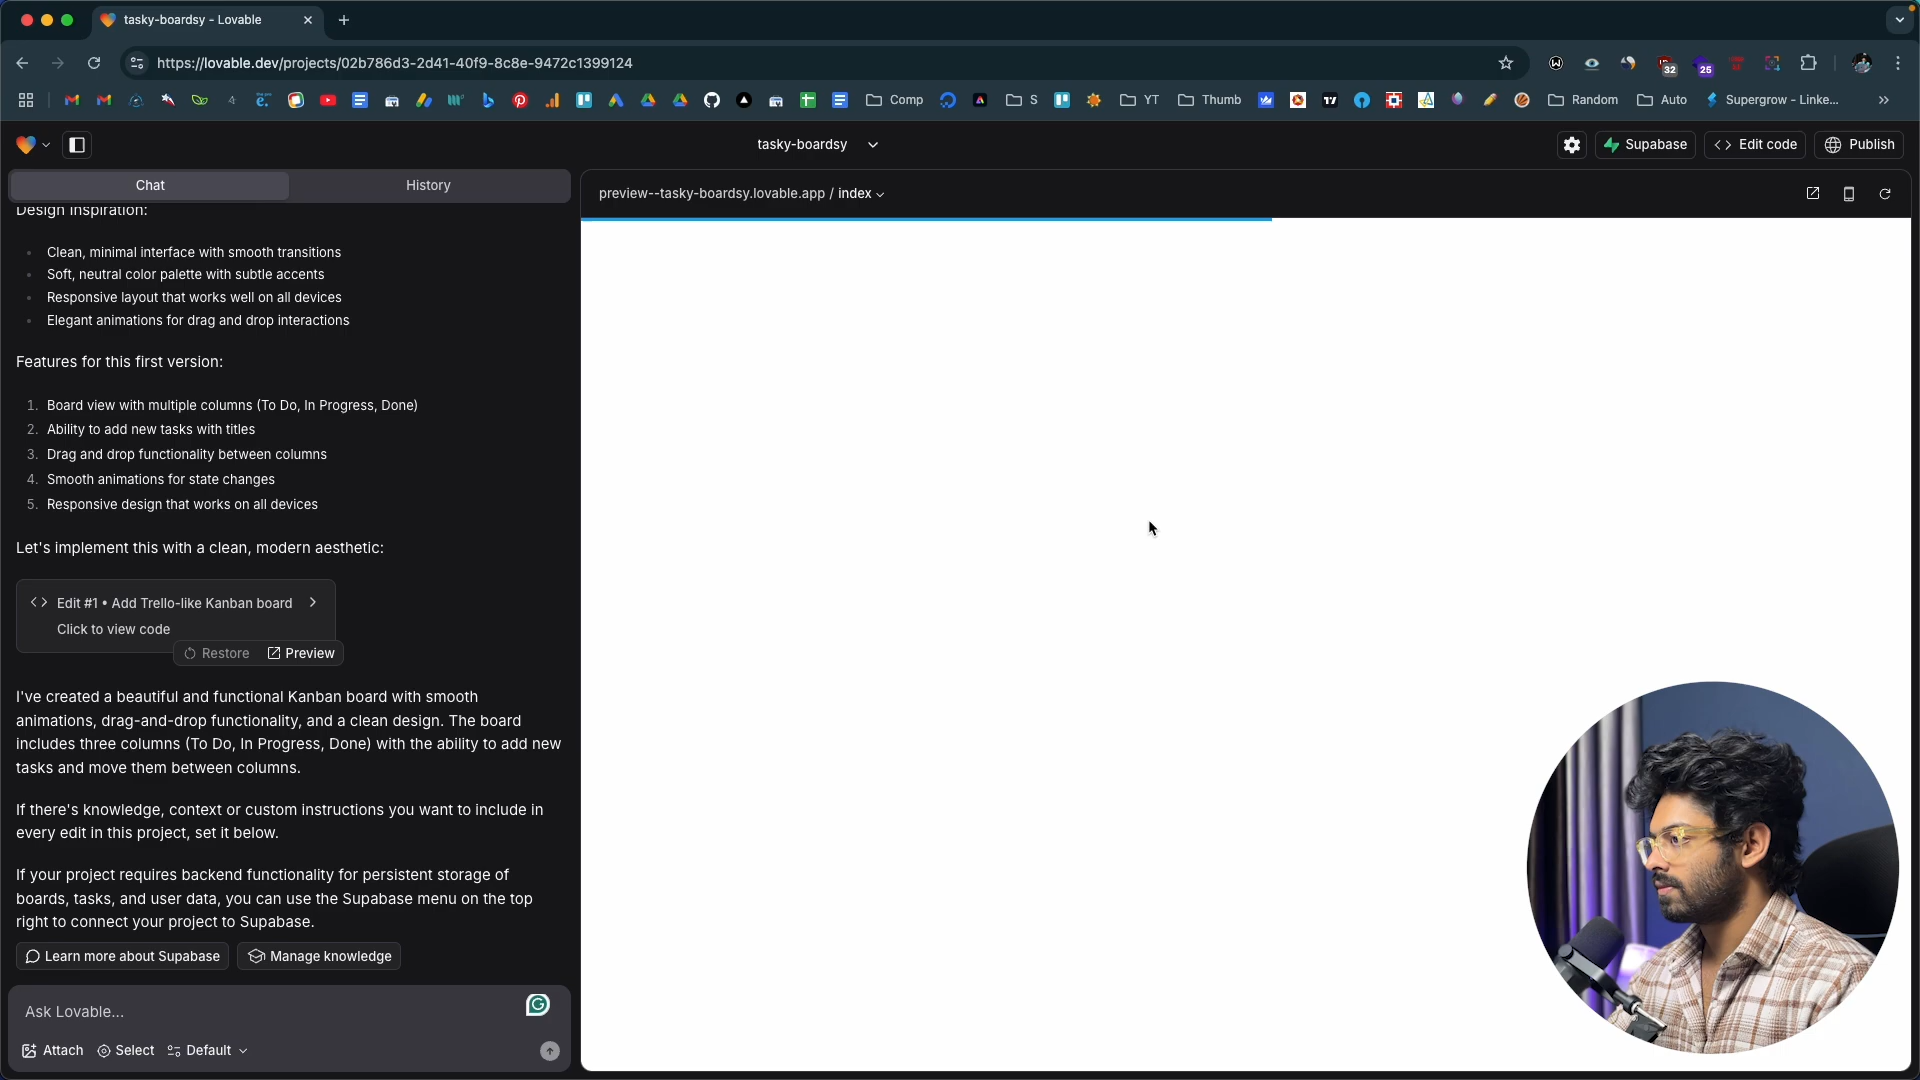 tasky-boardsy - Lovable
https://lovable.dev/projects/02b786d3-2d41-40f9-8c8e-9472c1399124
32
25
Comp
S
YT
Thumb
Random
Auto
Supergrow - Linke...
tasky-boardsy
Supabase
Edit code
Publish
Chat
History
preview--tasky-boardsy.lovable.app / index
Design inspiration:
Clean, minimal interface with smooth transitions
Soft, neutral color palette with subtle accents
Responsive layout that works well on all devices
Elegant animations for drag and drop interactions
Features for this first version:
1. Board view with multiple columns (To Do, In Progress, Done)
2. Ability to add new tasks with titles
3. Drag and drop functionality between columns
4. Smooth animations for state changes
5. Responsive design that works on all devices
Let's implement this with a clean, modern aesthetic:
Edit #1 • Add Trello-like Kanban board
Click to view code
Restore
Preview
I've created a beautiful and functional Kanban board with smooth
animations, drag-and-drop functionality, and a clean design. The board
includes three columns (To Do, In Progress, Done) with the ability to add new
tasks and move them between columns.
If there's knowledge, context or custom instructions you want to include in
every edit in this project, set it below.
If your project requires backend functionality for persistent storage of
boards, tasks, and user data, you can use the Supabase menu on the top
right to connect your project to Supabase.
Learn more about Supabase
Manage knowledge
Ask Lovable...
Attach
Select
Default